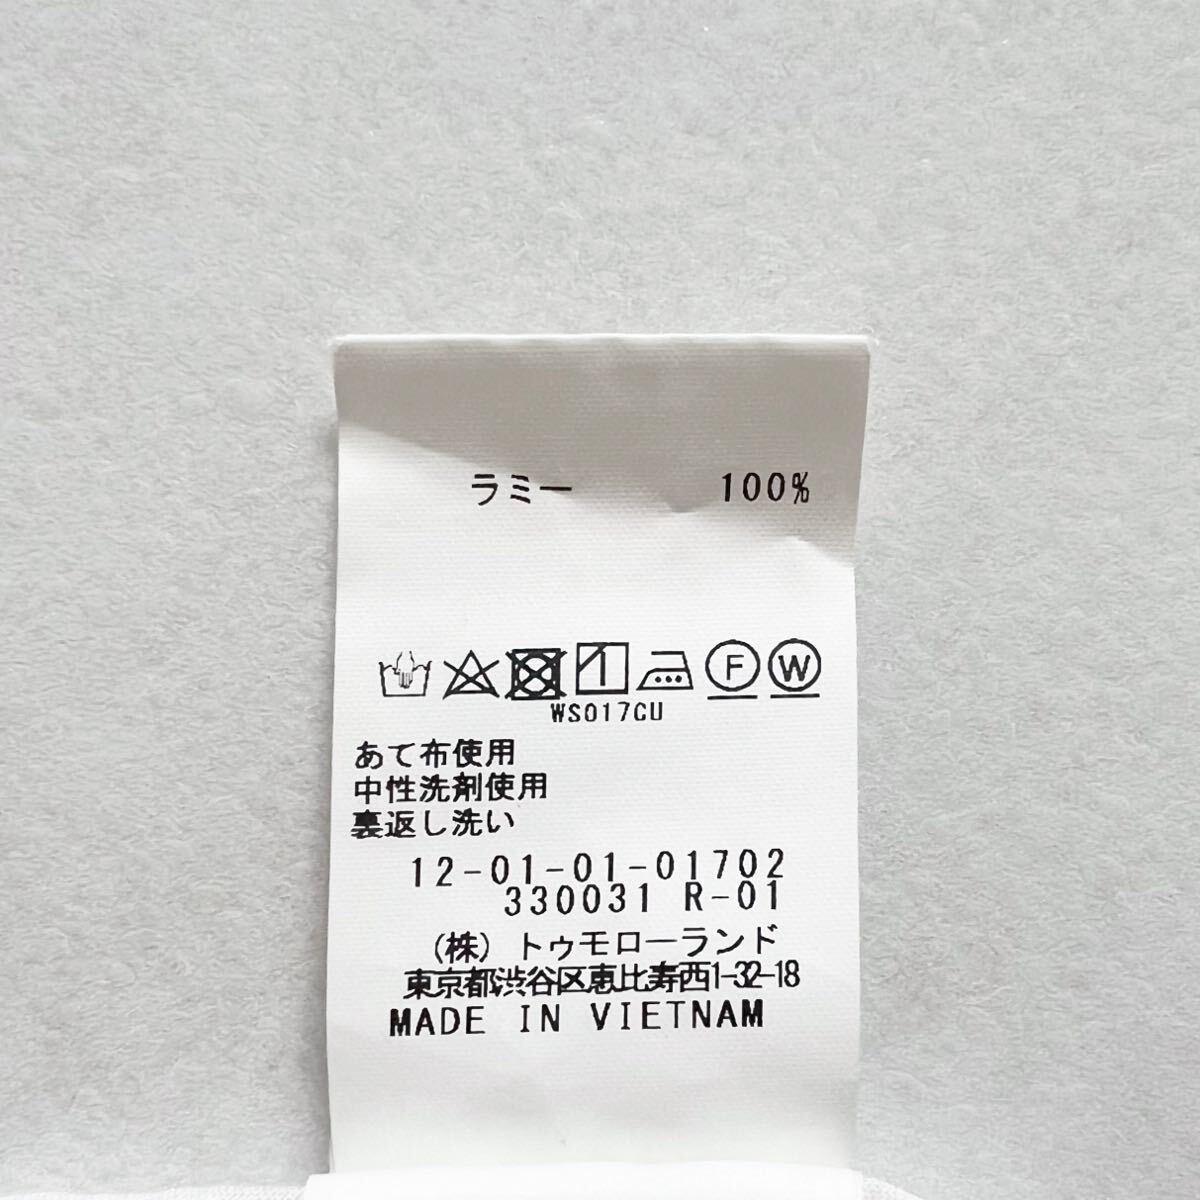 ラミー 100%
F W
WS017CU
あて布使用
中性洗剤使用
裏返し洗い
12-01-01-01702
330031 R-01
(株) トゥモローランド
東京都渋谷区恵比寿西1-32-18
MADE IN VIETNAM